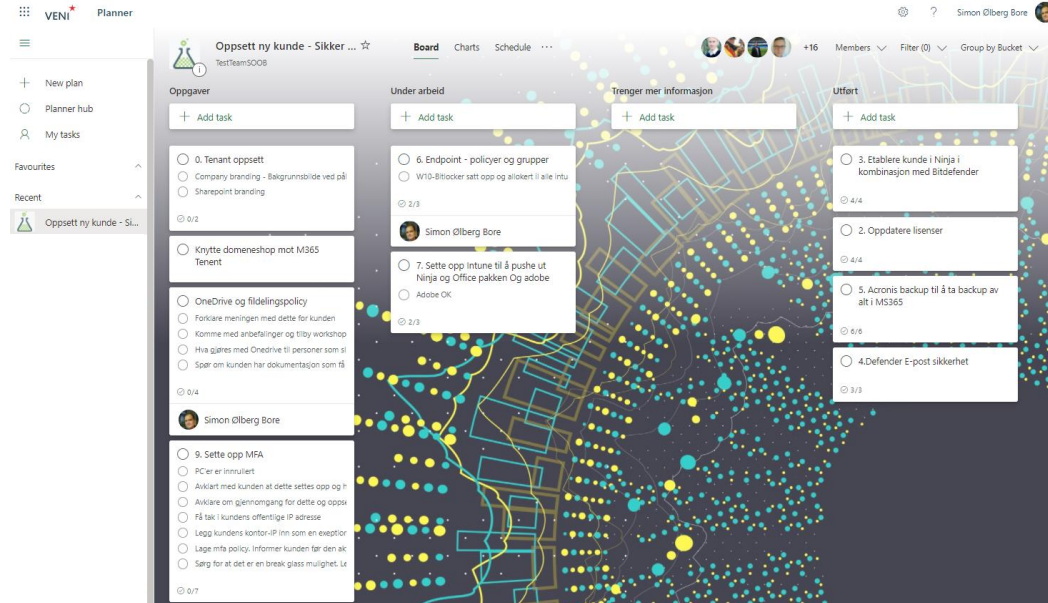 VENI
Planner
Simon Ølberg Bore
New plan
Planner hub
My tasks
Favourites
Recent
Oppsett ny kunde - Si...
Oppsett ny kunde - Sikker ...
TestTeamSOOB
Board Charts Schedule ...
+16 Members Filter (0) Group by Bucket
Oppgaver
Add task
0. Tenant oppsett
Company branding - Bakgrunnsbilde ved pål
Sharepoint branding
0/2
Knytte domeneshop mot M365
Tenent
OneDrive og fildelingspolicy
Forklare meningen med dette for kunden
Komme med anbefalinger og tilby workshop
Hva gjøres med Onedrive til personer som sl
Spør om kunden har dokumentasjon som få
0/4
Simon Ølberg Bore
9. Sette opp MFA
PC'er er innrullert
Avklart med kunden at dette settes opp og h
Avklare om gjennomgang for dette og oppse
Få tak i kundens offentlige IP adresse
Legg kundens kontor-IP inn som en exeption
Lage mfa policy. Informer kunden før den ak
Sørg for at det er en break glass mulighet. Le
0/7
Under arbeid
Add task
6. Endpoint - policyer og grupper
W10-Bitlocker satt opp og allokert il alle intu
2/3
Simon Ølberg Bore
7. Sette opp Intune til å pushe ut
Ninja og Office pakken Og adobe
Adobe OK
2/3
Trenger mer informasjon
Add task
Utført
Add task
3. Etablere kunde i Ninja i
kombinasjon med Bitdefender
4/4
2. Oppdatere lisenser
4/4
5. Acronis backup til å ta backup av
alt i MS365
6/6
4.Defender E-post sikkerhet
3/3